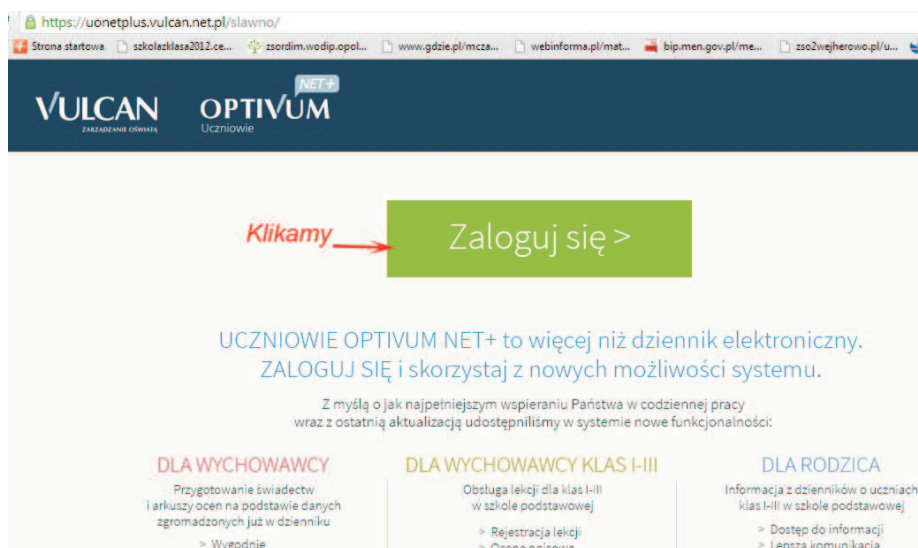 https://uonetplus.vulcan.net.pl/slawno/
Strona startowa szkolazklasa2012.ce... zsordim.wodip.opol... www.gdzie.pl/mcza... webinforma.pl/mat... bip.men.gov.pl/me... zso2wejherowo.pl/u...
VULCAN
ZARZĄDZANIE OŚWIATĄ
NET+
OPTIVUM
Uczniowie
Klikamy
Zaloguj się >
UCZNIOWIE OPTIVUM NET+ to więcej niż dziennik elektroniczny.
ZALOGUJ SIĘ i skorzystaj z nowych możliwości systemu.
Z myślą o jak najpełniejszym wspieraniu Państwa w codziennej pracy
wraz z ostatnią aktualizacją udostępniliśmy w systemie nowe funkcjonalności:
DLA WYCHOWAWCY
Przygotowanie świadectw
i arkuszy ocen na podstawie danych
zgromadzonych już w dzienniku
> Wygodnie
DLA WYCHOWAWCY KLAS I-III
Obsługa lekcji dla klas I-III
w szkole podstawowej
> Rejestracja lekcji
> Ocena opisowa
DLA RODZICA
Informacja z dzienników o uczniach
klas I-III w szkole podstawowej
> Dostęp do informacji
> Lepsza komunikacja